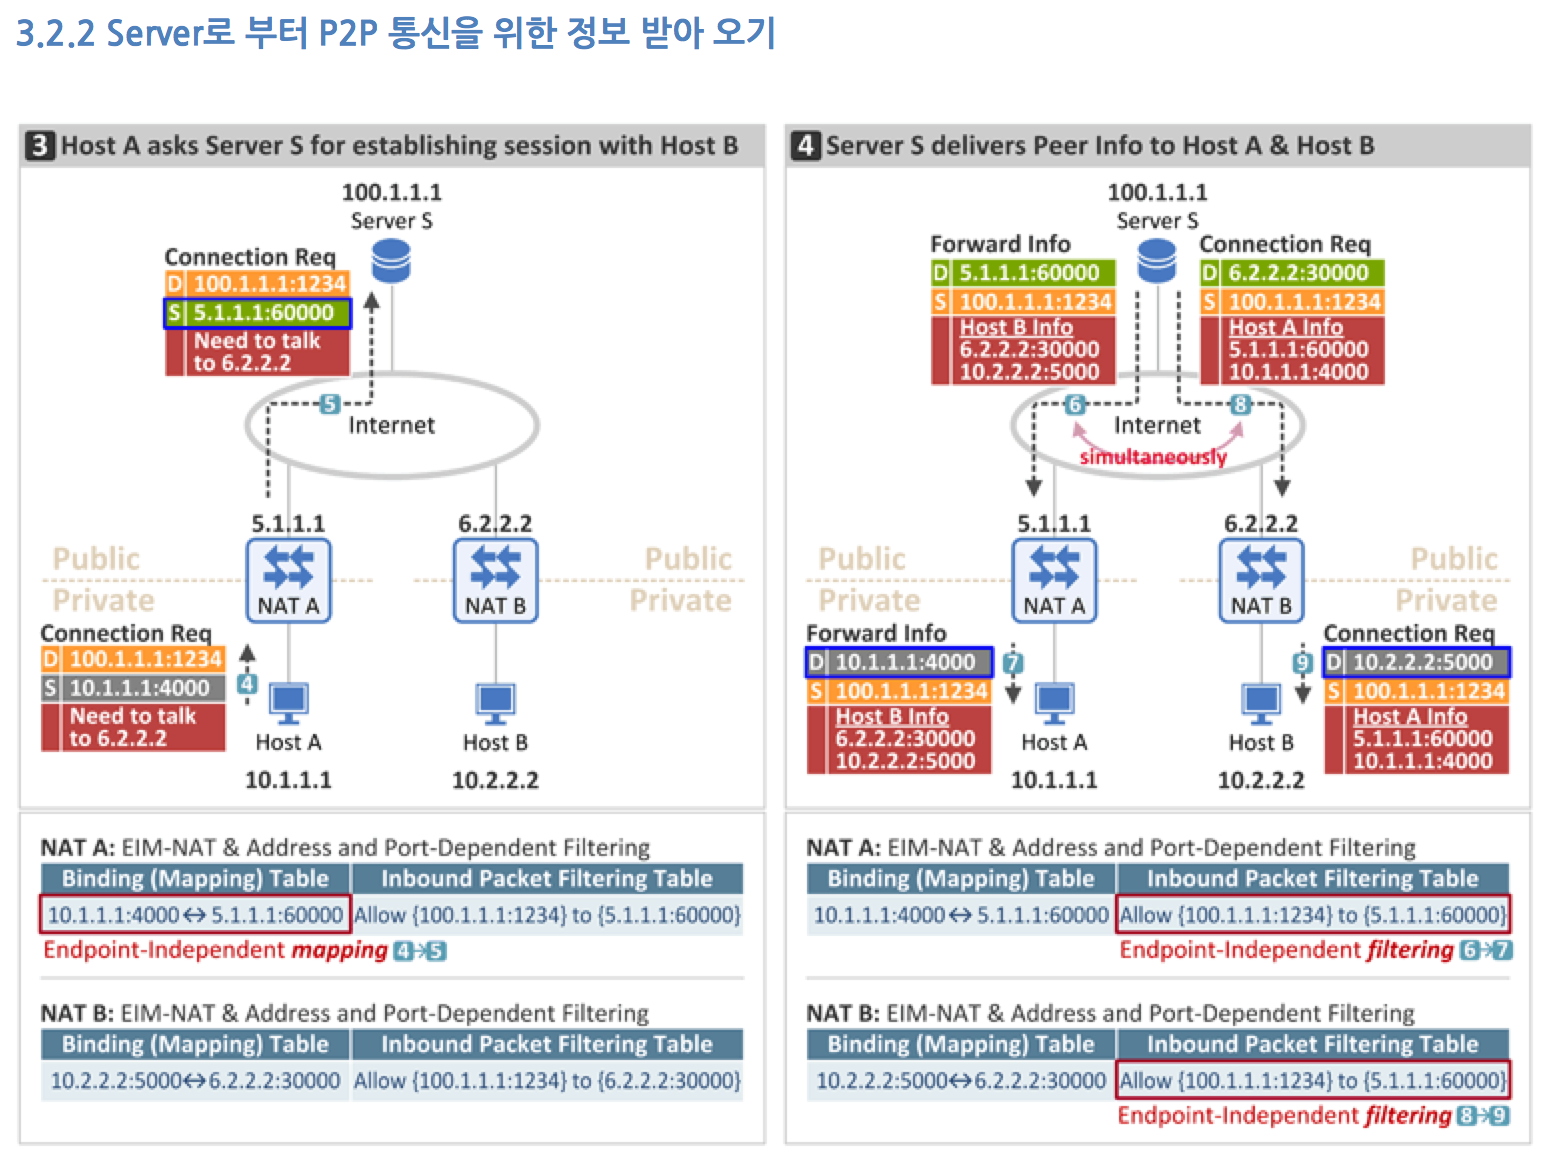 3.2.2 Server로 부터 P2P 통신을 위한 정보 받아 오기
3 Host A asks Server S for establishing session with Host B
100.1.1.1
Server S
Connection Req
D 100.1.1.1:1234
S 5.1.1.1:60000
Need to talk
to 6.2.2.2
5
Internet
5.1.1.1
6.2.2.2
Public
Public
Private
Private
NAT A
NAT B
Connection Req
D 100.1.1.1:1234
S 10.1.1.1:4000
Need to talk
to 6.2.2.2
4
Host A
Host B
10.1.1.1
10.2.2.2
NAT A: EIM-NAT & Address and Port-Dependent Filtering
Binding (Mapping) Table
Inbound Packet Filtering Table
10.1.1.1:4000↔5.1.1.1:60000
Allow {100.1.1.1:1234} to {5.1.1.1:60000}
Endpoint-Independent mapping 4→5
NAT B: EIM-NAT & Address and Port-Dependent Filtering
Binding (Mapping) Table
Inbound Packet Filtering Table
10.2.2.2:5000↔6.2.2.2:30000
Allow {100.1.1.1:1234} to {6.2.2.2:30000}
4 Server S delivers Peer Info to Host A & Host B
100.1.1.1
Server S
Forward Info
D 5.1.1.1:60000
S 100.1.1.1:1234
Host B Info
6.2.2.2:30000
10.2.2.2:5000
Connection Req
D 6.2.2.2:30000
S 100.1.1.1:1234
Host A Info
5.1.1.1:60000
10.1.1.1:4000
6
8
Internet
simultaneously
5.1.1.1
6.2.2.2
Public
Public
Private
Private
NAT A
NAT B
Forward Info
D 10.1.1.1:4000
S 100.1.1.1:1234
Host B Info
6.2.2.2:30000
10.2.2.2:5000
7
9
Connection Req
D 10.2.2.2:5000
S 100.1.1.1:1234
Host A Info
5.1.1.1:60000
10.1.1.1:4000
Host A
Host B
10.1.1.1
10.2.2.2
NAT A: EIM-NAT & Address and Port-Dependent Filtering
Binding (Mapping) Table
Inbound Packet Filtering Table
10.1.1.1:4000↔5.1.1.1:60000
Allow {100.1.1.1:1234} to {5.1.1.1:60000}
Endpoint-Independent filtering 6→7
NAT B: EIM-NAT & Address and Port-Dependent Filtering
Binding (Mapping) Table
Inbound Packet Filtering Table
10.2.2.2:5000↔6.2.2.2:30000
Allow {100.1.1.1:1234} to {5.1.1.1:60000}
Endpoint-Independent filtering 8→9